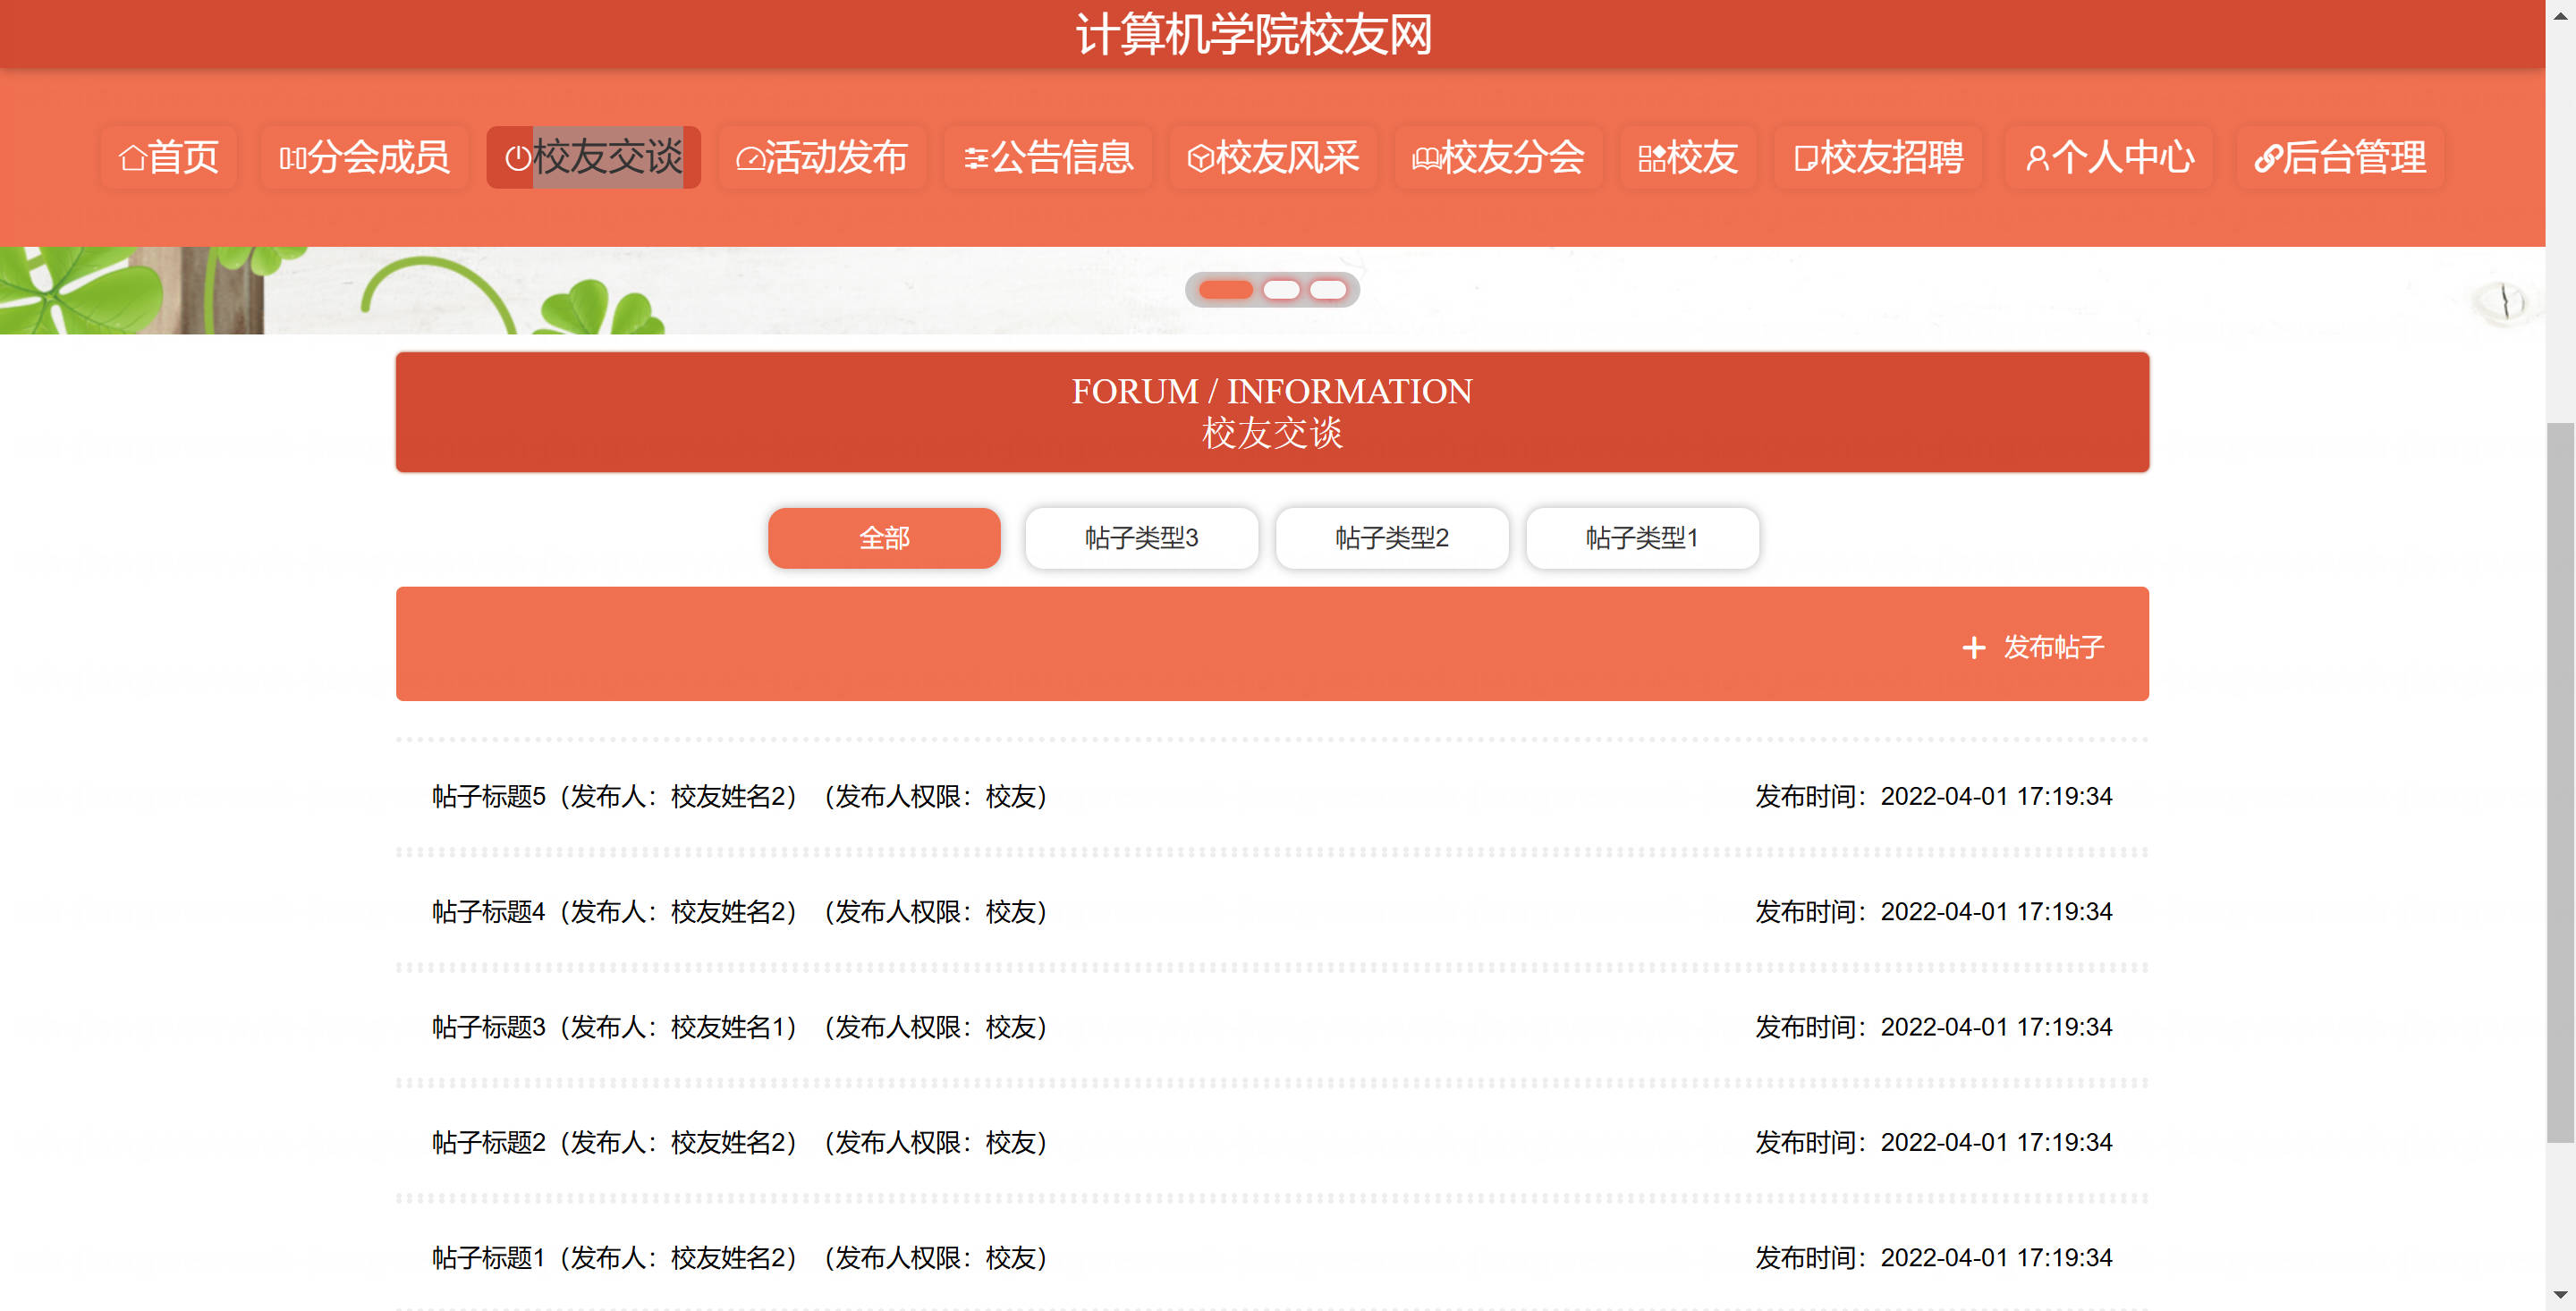 计算机学院校友网
首页 分会成员 校友交谈 活动发布 公告信息 校友风采 校友分会 校友 校友招聘 个人中心 后台管理
FORUM / INFORMATION
校友交谈
全部 帖子类型3 帖子类型2 帖子类型1
发布帖子
帖子标题5（发布人：校友姓名2）（发布人权限：校友） 发布时间：2022-04-01 17:19:34
帖子标题4（发布人：校友姓名2）（发布人权限：校友） 发布时间：2022-04-01 17:19:34
帖子标题3（发布人：校友姓名1）（发布人权限：校友） 发布时间：2022-04-01 17:19:34
帖子标题2（发布人：校友姓名2）（发布人权限：校友） 发布时间：2022-04-01 17:19:34
帖子标题1（发布人：校友姓名2）（发布人权限：校友） 发布时间：2022-04-01 17:19:34